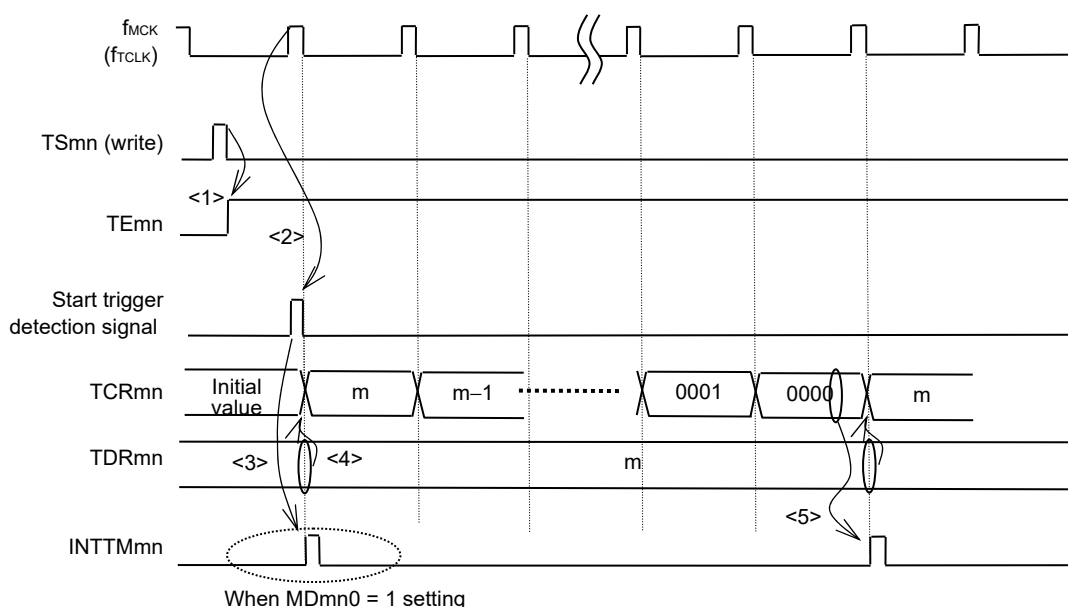 fMCK
(fTCLK)
TSmn (write)
<1>
TEmn
<2>
Start trigger
detection signal
TCRmn
Initial
value
m
m−1
0001
0000
m
TDRmn
<3>
<4>
m
<5>
INTTMmn
When MDmn0 = 1 setting